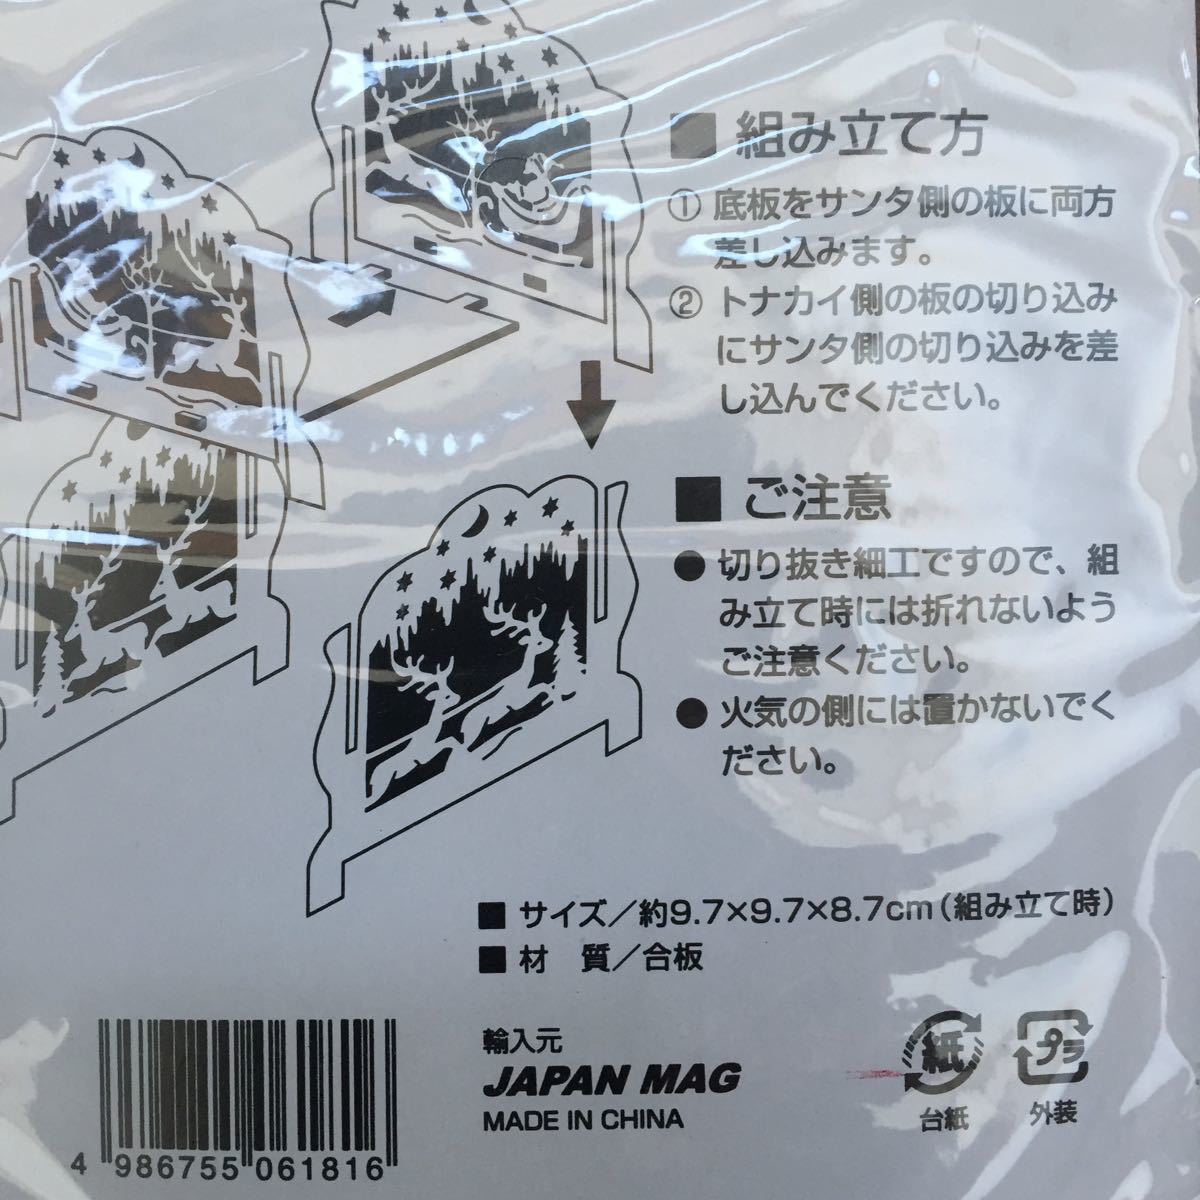 ■ 組み立て方
① 底板をサンタ側の板に両方
差し込みます。
② トナカイ側の板の切り込み
にサンタ側の切り込みを差
し込んでください。
■ ご注意
● 切り抜き細工ですので、組
み立て時には折れないよう
ご注意ください。
● 火気の側には置かないでく
ださい。
■ サイズ／約9.7×9.7×8.7cm（組み立て時）
■ 材　質／合板
輸入元
JAPAN MAG
MADE IN CHINA
紙
台紙
プラ
外装
4 986755 061816